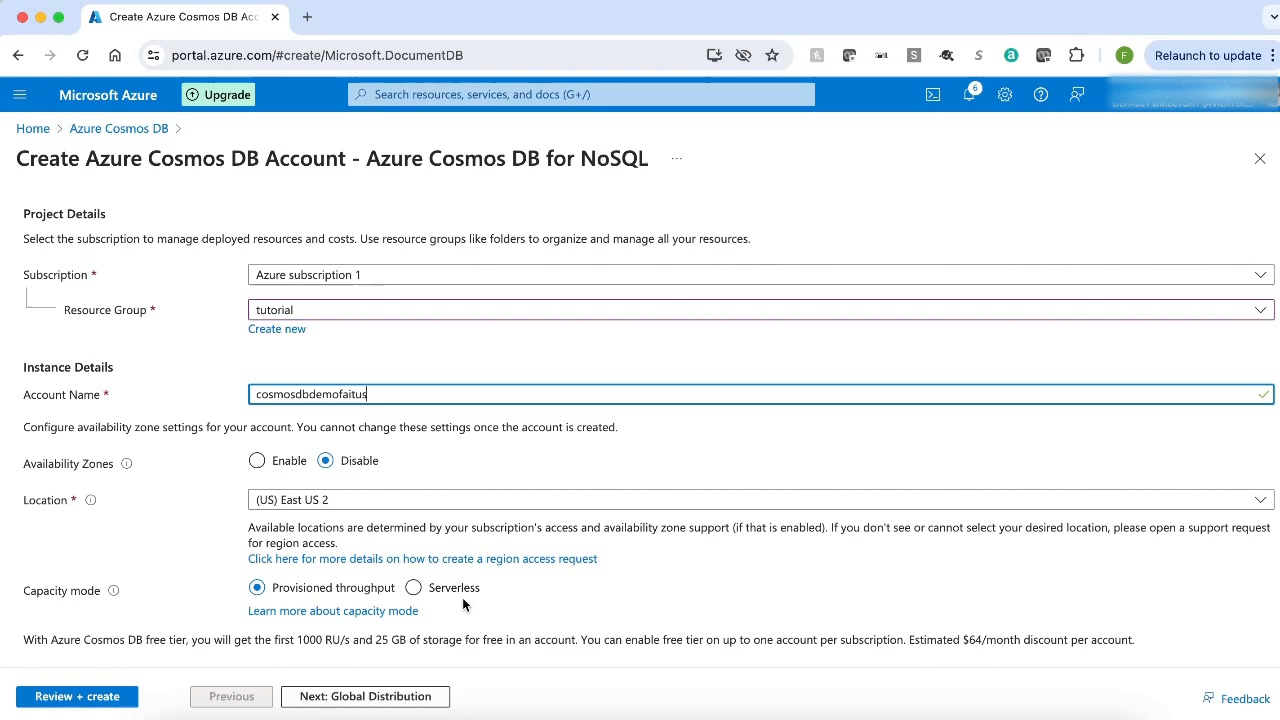 Create Azure Cosmos DB Acc
portal.azure.com/#create/Microsoft.DocumentDB
S
S
a
F
Relaunch to update
Microsoft Azure
Upgrade
Search resources, services, and docs (G+/)
6
Home > Azure Cosmos DB >
Create Azure Cosmos DB Account - Azure Cosmos DB for NoSQL ...
Project Details
Select the subscription to manage deployed resources and costs. Use resource groups like folders to organize and manage all your resources.
Subscription *
Azure subscription 1
Resource Group *
tutorial
Create new
Instance Details
Account Name *
cosmosdbdemofaitus
Configure availability zone settings for your account. You cannot change these settings once the account is created.
Availability Zones
Enable
Disable
Location *
(US) East US 2
Available locations are determined by your subscription's access and availability zone support (if that is enabled). If you don't see or cannot select your desired location, please open a support request
for region access.
Click here for more details on how to create a region access request
Capacity mode
Provisioned throughput
Serverless
Learn more about capacity mode
With Azure Cosmos DB free tier, you will get the first 1000 RU/s and 25 GB of storage for free in an account. You can enable free tier on up to one account per subscription. Estimated $64/month discount per account.
Review + create
Previous
Next: Global Distribution
Feedback